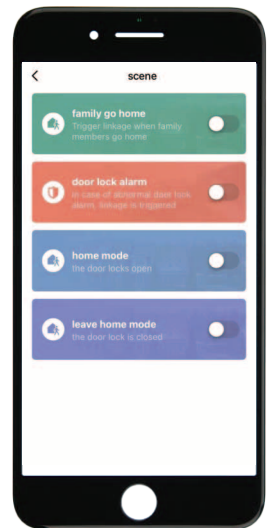 scene
family go home
Trigger linkage when family
members go home
door lock alarm
In case of abnormal door lock
alarm, linkage is triggered
home mode
the door locks open
leave home mode
the door lock is closed